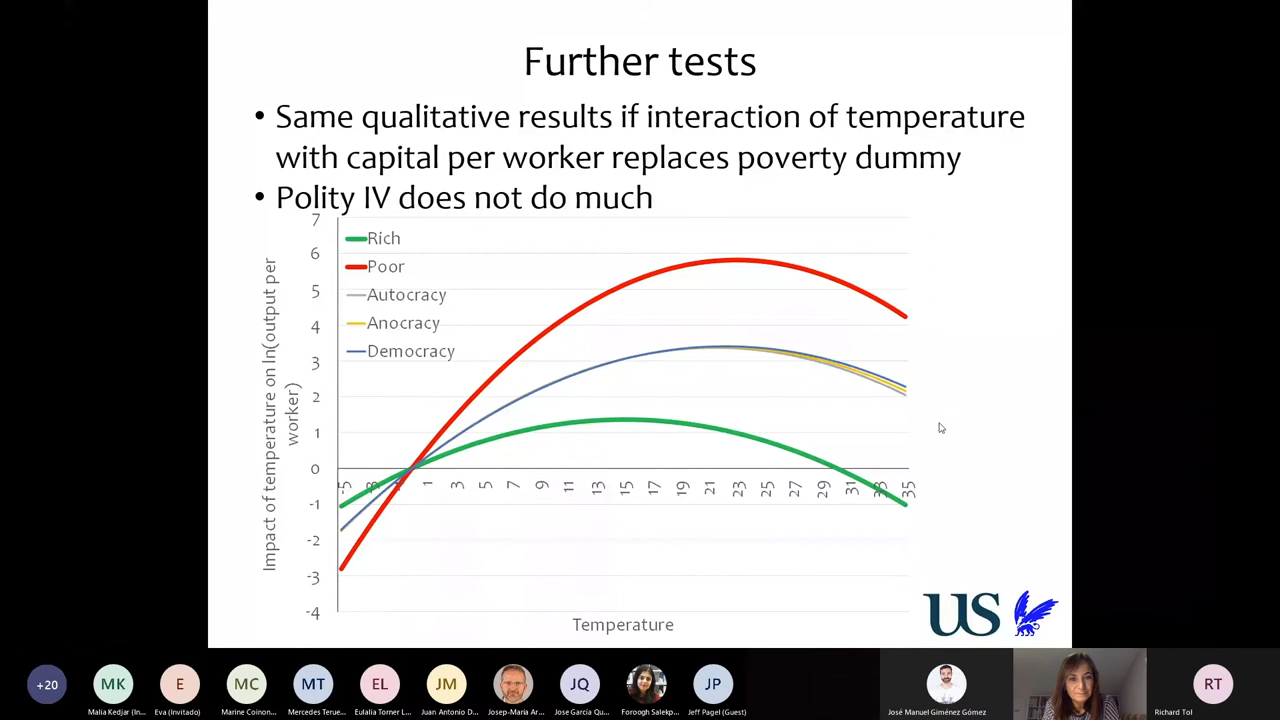 Further tests
• Same qualitative results if interaction of temperature
with capital per worker replaces poverty dummy
• Polity IV does not do much
7
6
5
4
3
2
1
0
-1
-2
-3
-4
Impact of temperature on ln(output per
worker)
Rich
Poor
Autocracy
Anocracy
Democracy
-5 -3 -1 1 3 5 7 9 11 13 15 17 19 21 23 25 27 29 31 33 35
Temperature
US
+20 MK E MC MT EL JM JQ JP RT
Malía Kedjar (In... Eva (Invitado) Marine Coinon... Mercedes Terue... Eulalia Torner L... Juan Antonio D... Josep-Maria Ar... Jose García Qu... Foroogh Salekp... Jeff Pagel (Guest) José Manuel Giménez Gómez Richard Tol